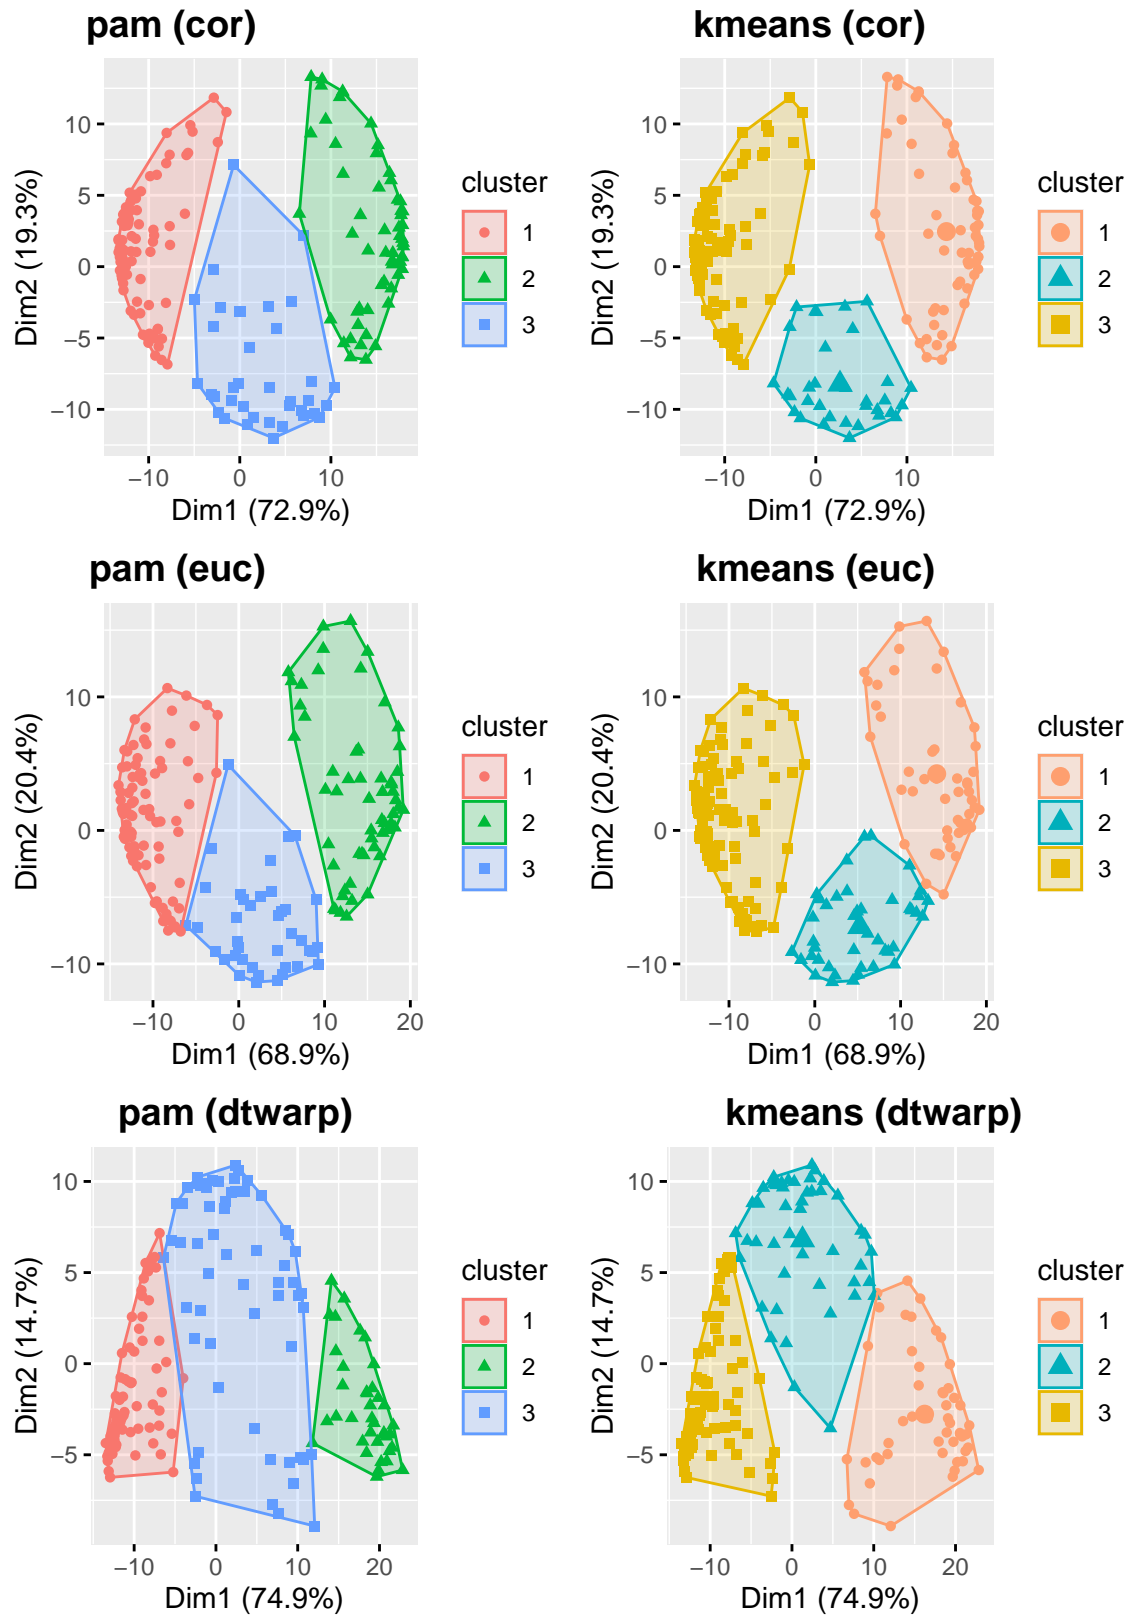 pam (cor)
10
5
0
−5
−10
−10 0 10
Dim1 (72.9%)
Dim2 (19.3%)
cluster
1
2
3
kmeans (cor)
10
5
0
−5
−10
−10 0 10
Dim1 (72.9%)
Dim2 (19.3%)
cluster
1
2
3
pam (euc)
10
0
−10
−10 0 10 20
Dim1 (68.9%)
Dim2 (20.4%)
cluster
1
2
3
kmeans (euc)
10
0
−10
−10 0 10 20
Dim1 (68.9%)
Dim2 (20.4%)
cluster
1
2
3
pam (dtwarp)
10
5
0
−5
−10 0 10 20
Dim1 (74.9%)
Dim2 (14.7%)
cluster
1
2
3
kmeans (dtwarp)
10
5
0
−5
−10 0 10 20
Dim1 (74.9%)
Dim2 (14.7%)
cluster
1
2
3